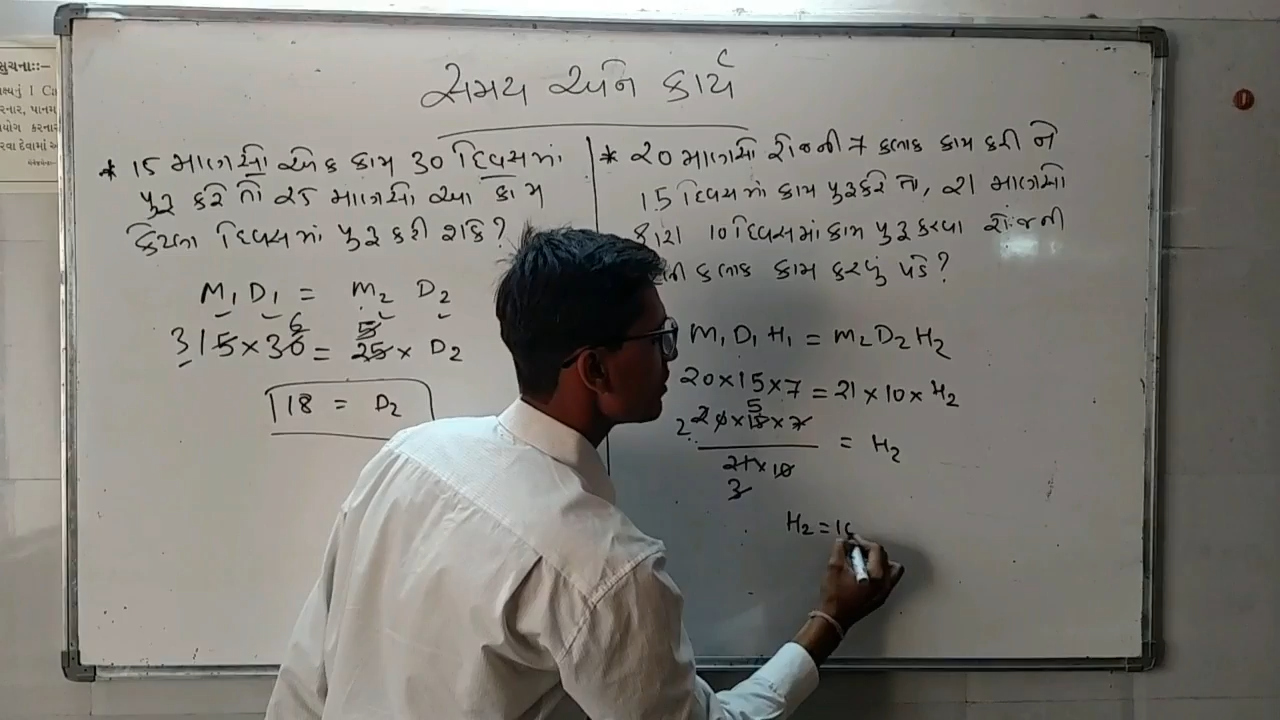 સમય અને કાર્ય
* 15 માણસો એક કામ 30 દિવસમાં
પુરૂ કરે તો 25 માણસો આ કામ
કેટલા દિવસમાં પુરૂ કરી શકે?
M₁ D₁ = M₂ D₂
3 15 × 30 6 = 25 5 × D₂
18 = D₂
* 20 માણસો રોજની 7 કલાક કામ કરી ને
15 દિવસમાં કામ પુરૂ કરે તો, 21 માણસો
દ્વારા 10 દિવસમાં કામ પુરૂ કરવા રોજની
કલાક કામ કરવું પડે?
M₁ D₁ H₁ = M₂ D₂ H₂
20 × 15 × 7 = 21 × 10 × H₂
2 20 × 15 5 × 7 / 21 × 10 3 = H₂
H₂ = 1
સુચનાઃ:-